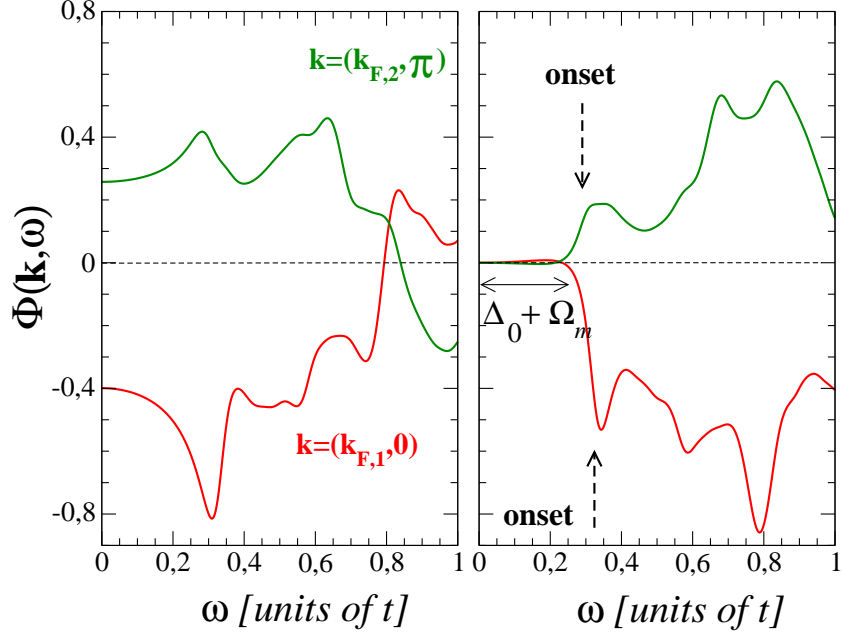 0,8
0,4
0
-0,4
-0,8
Φ(k,ω)
k=(k_{F,2},π)
k=(k_{F,1},0)
0 0,2 0,4 0,6 0,8 1
ω [units of t]
onset
Δ_0 + Ω_m
onset
0 0,2 0,4 0,6 0,8 1
ω [units of t]